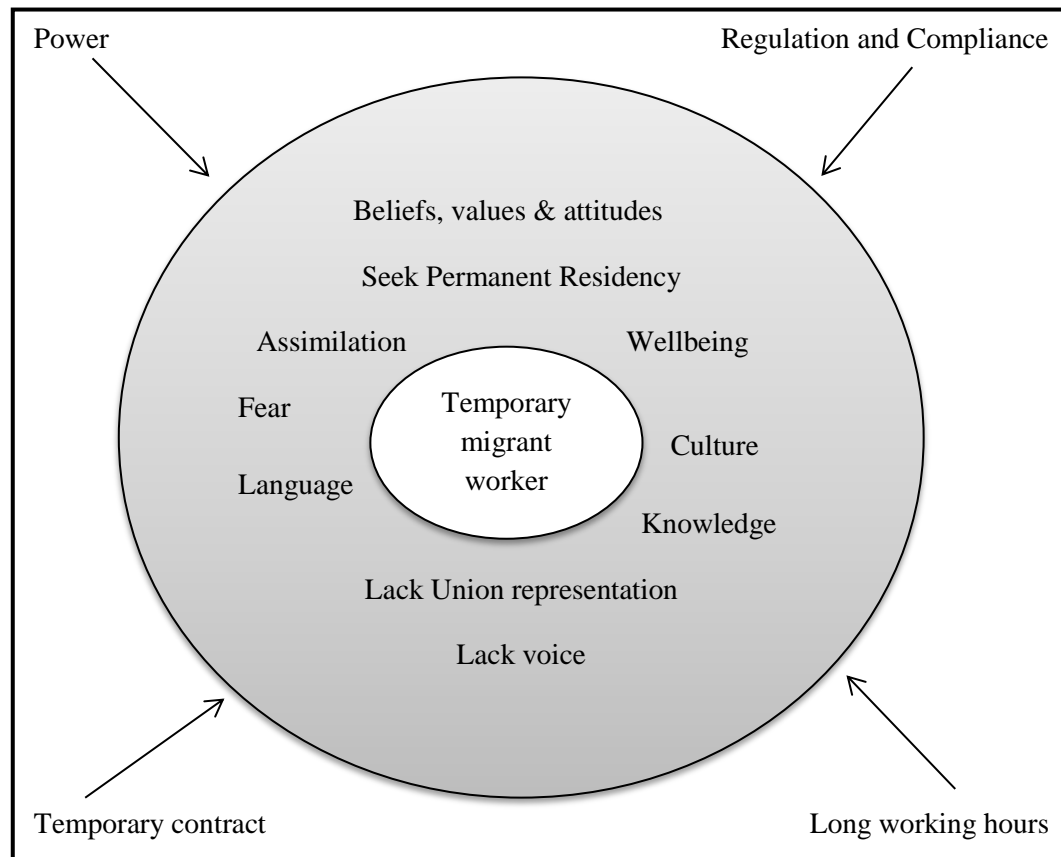 Power
Regulation and Compliance
Beliefs, values & attitudes
Seek Permanent Residency
Assimilation
Wellbeing
Fear
Temporary
migrant
worker
Culture
Language
Knowledge
Lack Union representation
Lack voice
Temporary contract
Long working hours